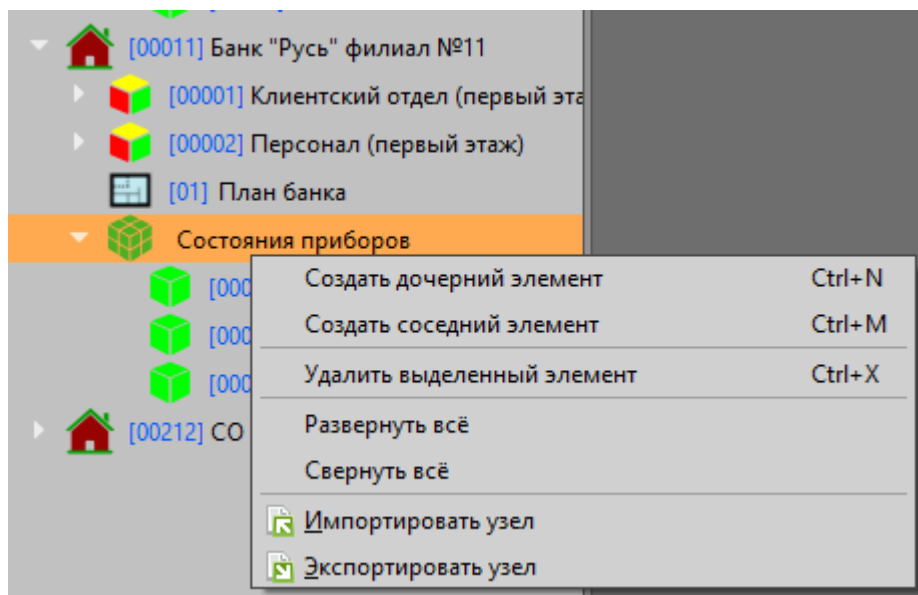 [00011] Банк "Русь" филиал №11
[00001] Клиентский отдел (первый эта
[00002] Персонал (первый этаж)
[01] План банка
Состояния приборов
[000
[000
[000
[00212] СО
Создать дочерний элемент Ctrl+N
Создать соседний элемент Ctrl+M
Удалить выделенный элемент Ctrl+X
Развернуть всё
Свернуть всё
Импортировать узел
Экспортировать узел